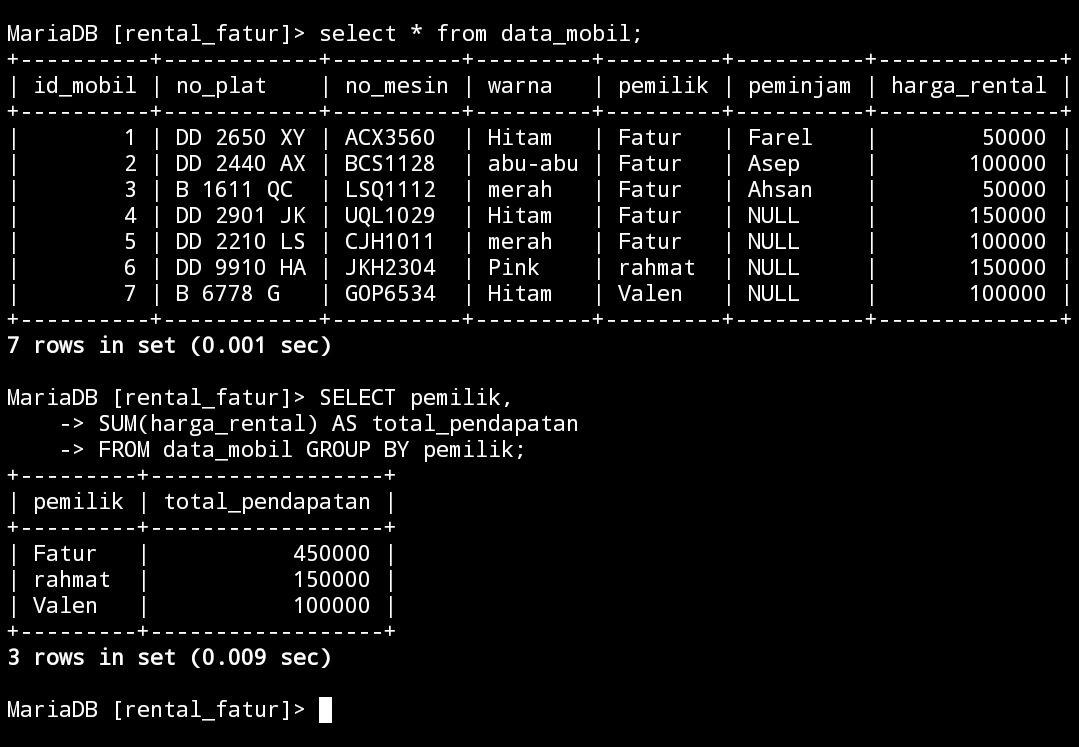 MariaDB [rental_fatur]> select * from data_mobil;
+----------+------------+----------+---------+---------+----------+--------------+
| id_mobil | no_plat    | no_mesin | warna   | pemilik | peminjam | harga_rental |
+----------+------------+----------+---------+---------+----------+--------------+
|        1 | DD 2650 XY | ACX3560  | Hitam   | Fatur   | Farel    |        50000 |
|        2 | DD 2440 AX | BCS1128  | abu-abu | Fatur   | Asep     |       100000 |
|        3 | B 1611 QC  | LSQ1112  | merah   | Fatur   | Ahsan    |        50000 |
|        4 | DD 2901 JK | UQL1029  | Hitam   | Fatur   | NULL     |       150000 |
|        5 | DD 2210 LS | CJH1011  | merah   | Fatur   | NULL     |       100000 |
|        6 | DD 9910 HA | JKH2304  | Pink    | rahmat  | NULL     |       150000 |
|        7 | B 6778 G   | GOP6534  | Hitam   | Valen   | NULL     |       100000 |
+----------+------------+----------+---------+---------+----------+--------------+
7 rows in set (0.001 sec)
MariaDB [rental_fatur]> SELECT pemilik,
    -> SUM(harga_rental) AS total_pendapatan
    -> FROM data_mobil GROUP BY pemilik;
+---------+------------------+
| pemilik | total_pendapatan |
+---------+------------------+
| Fatur   |           450000 |
| rahmat  |           150000 |
| Valen   |           100000 |
+---------+------------------+
3 rows in set (0.009 sec)
MariaDB [rental_fatur]>